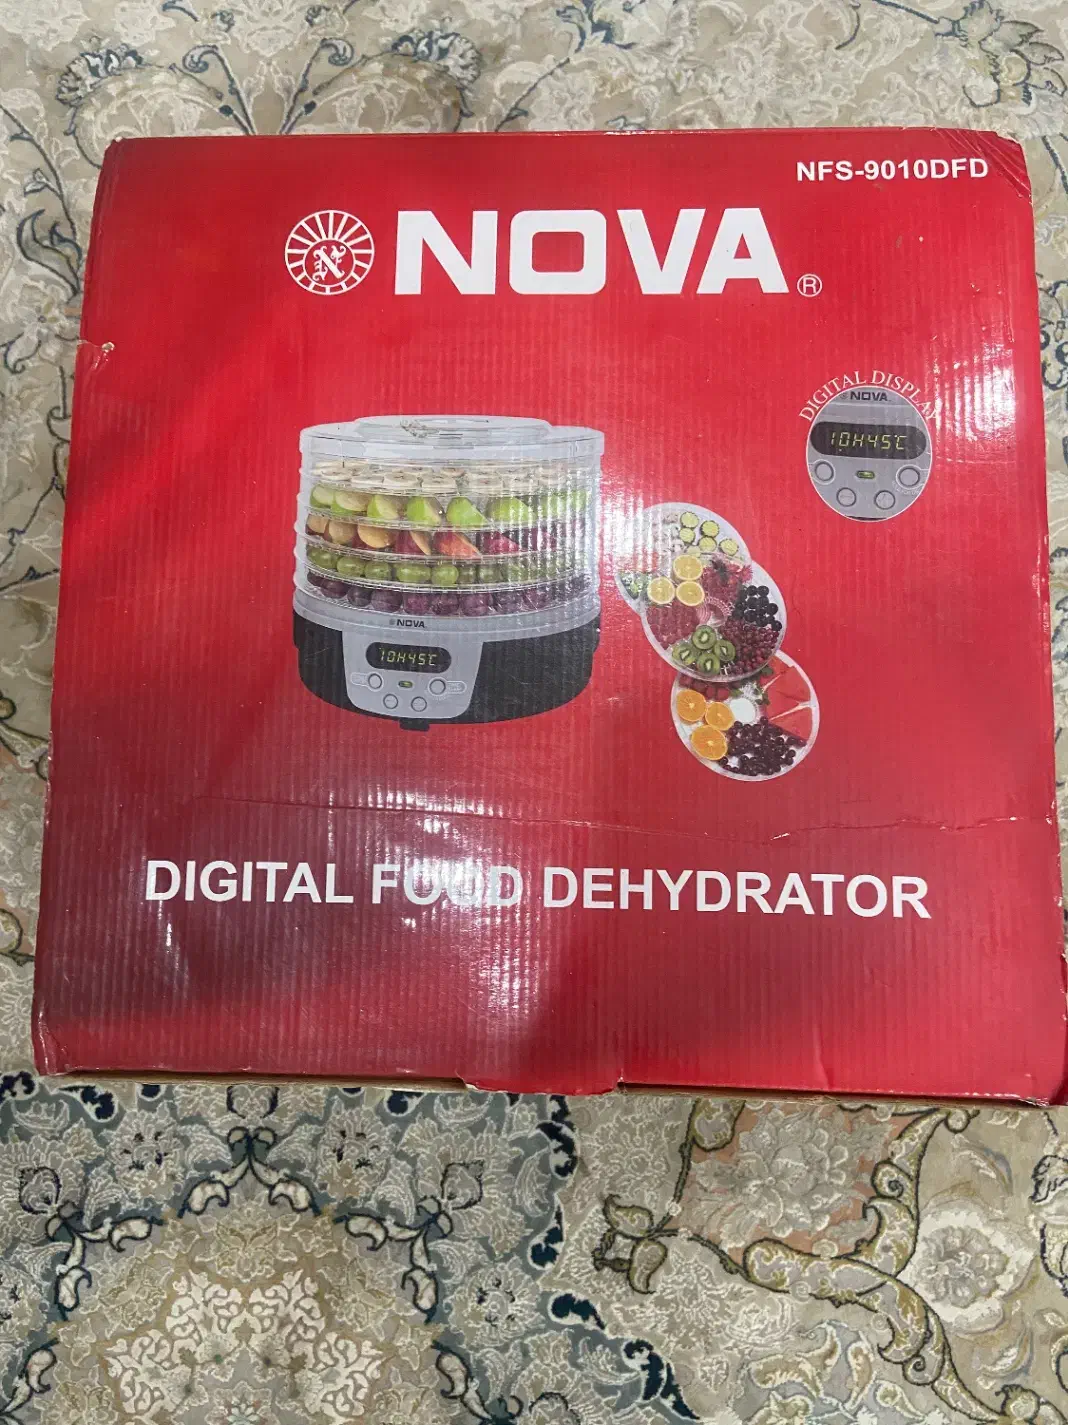 NFS-9010DFD
NOVA®
DIGITAL DISPLAY
NOVA
10H45℃
NOVA
10H45℃
DIGITAL FOOD DEHYDRATOR